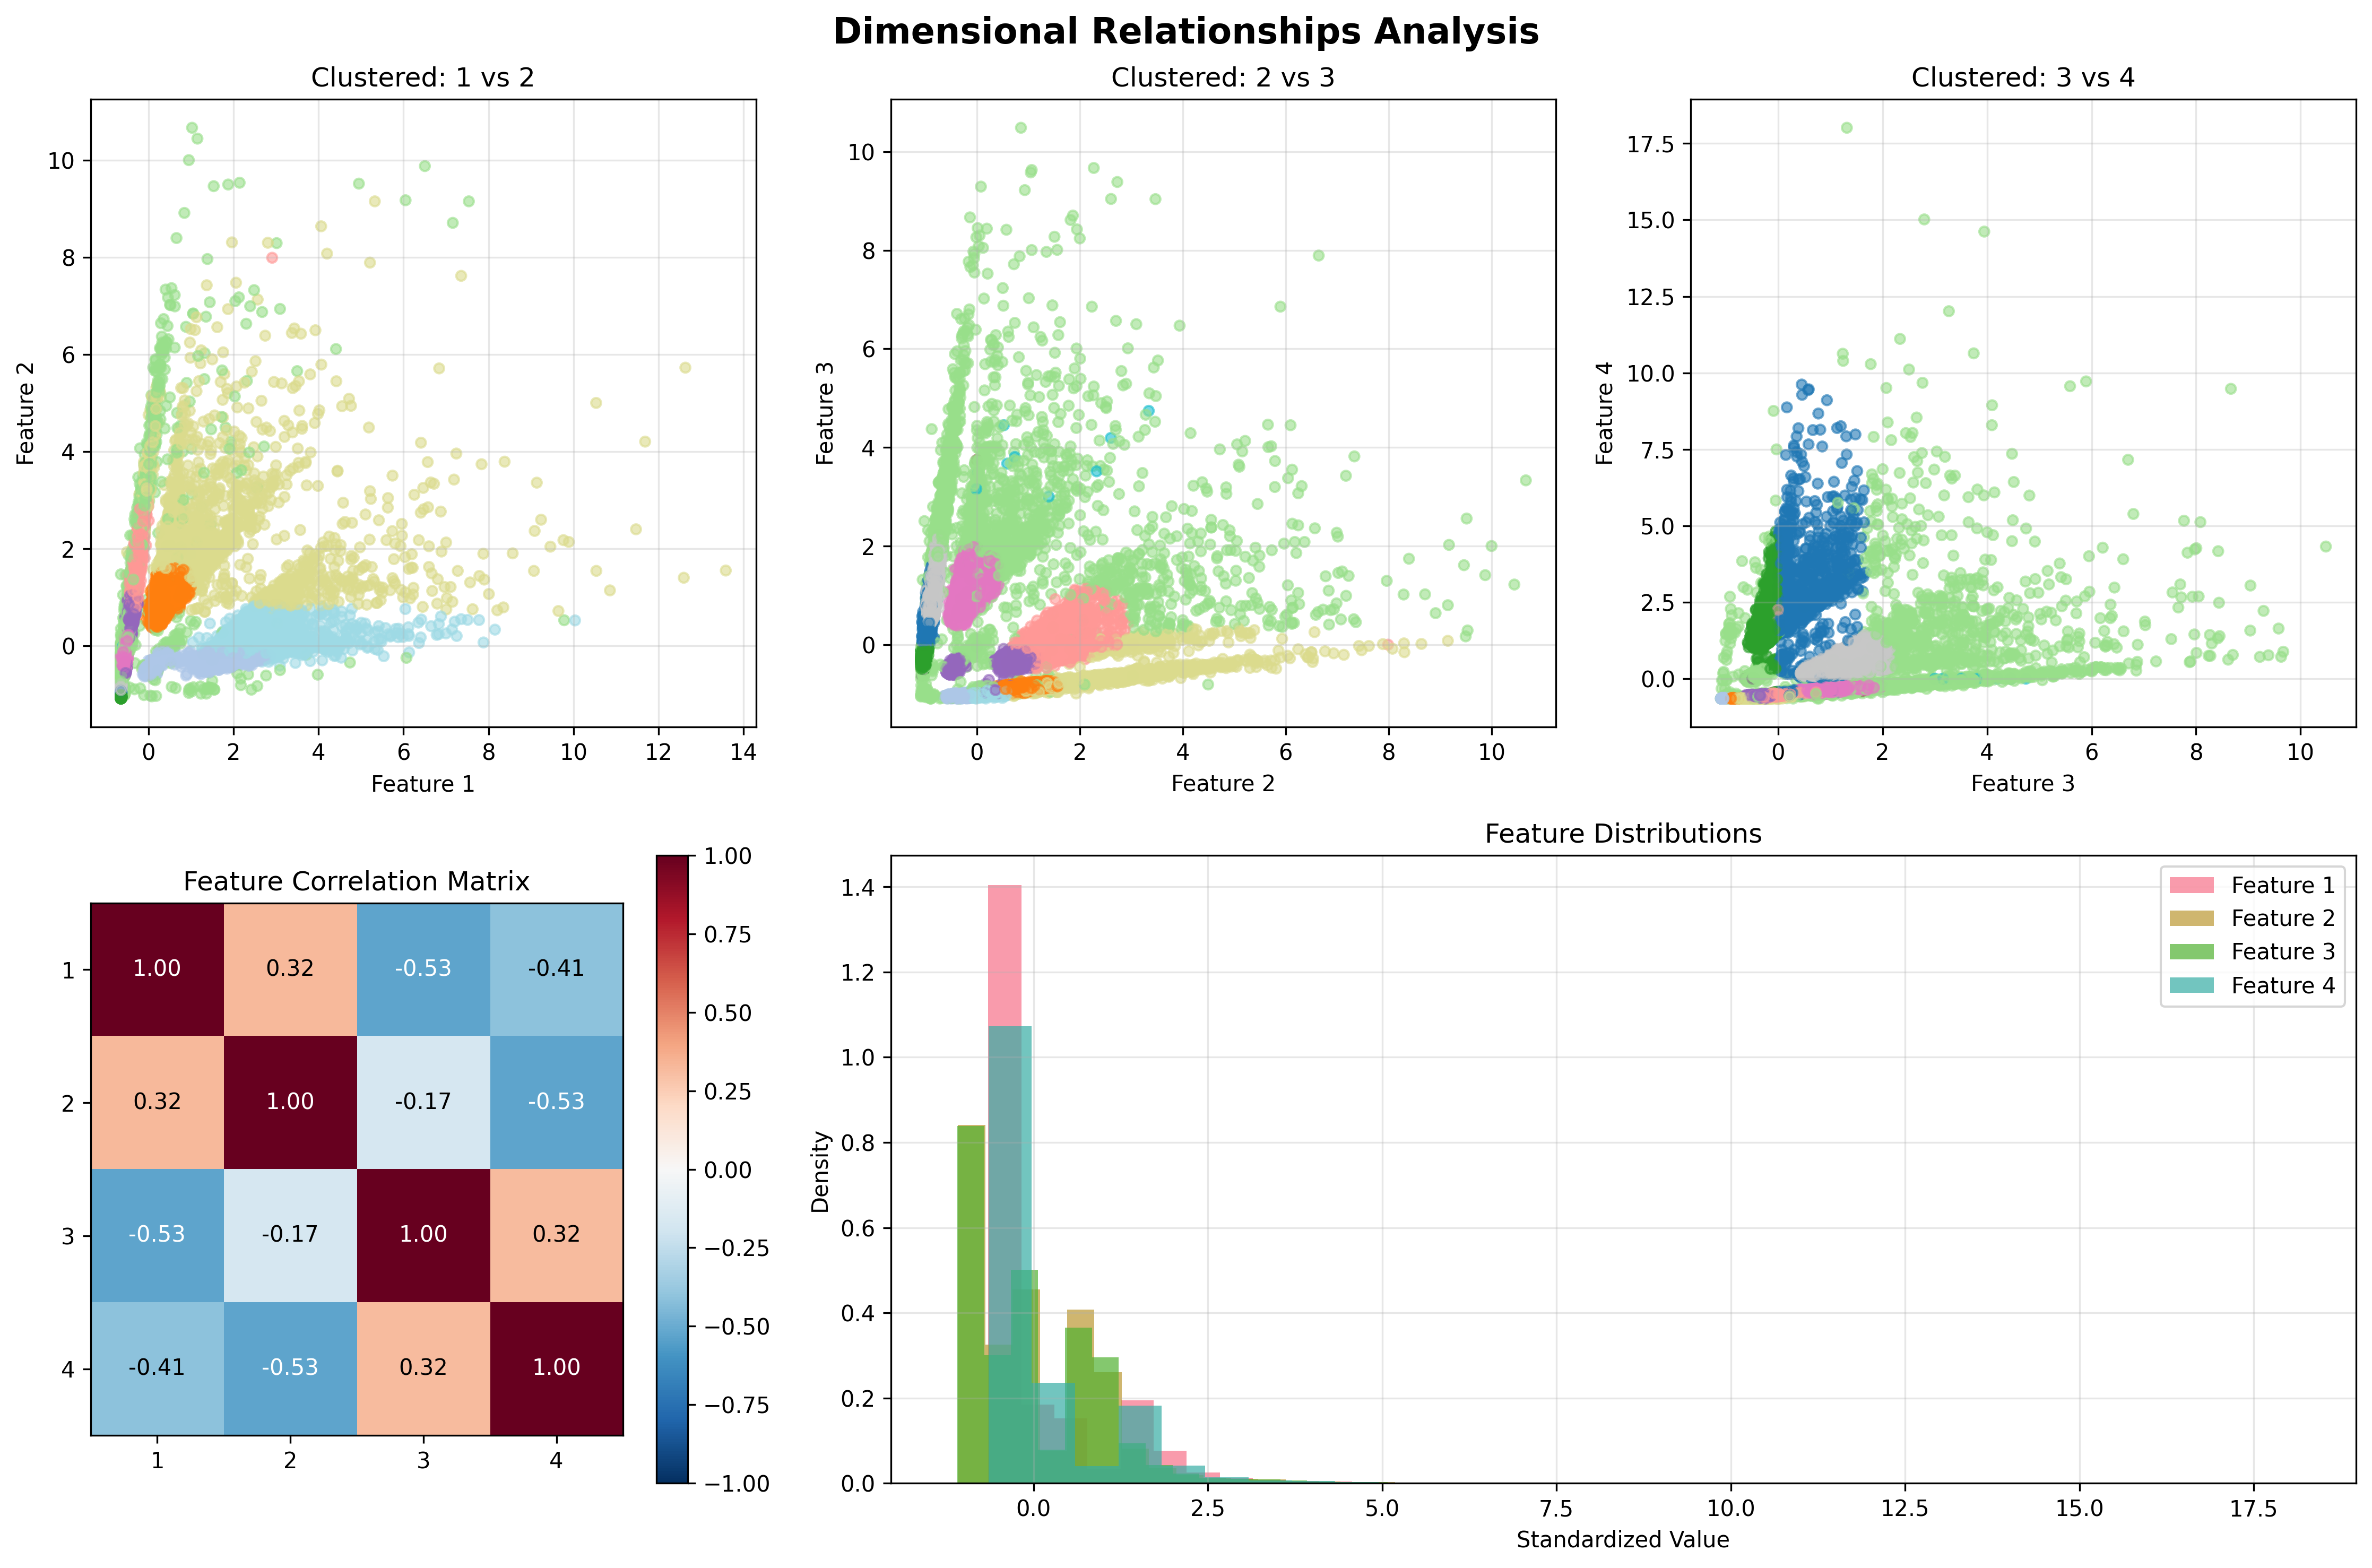 Dimensional Relationships Analysis
Clustered: 1 vs 2
Feature 2
10
8
6
4
2
0
0 2 4 6 8 10 12 14
Feature 1
Clustered: 2 vs 3
Feature 3
10
8
6
4
2
0
0 2 4 6 8 10
Feature 2
Clustered: 3 vs 4
Feature 4
17.5
15.0
12.5
10.0
7.5
5.0
2.5
0.0
0 2 4 6 8 10
Feature 3
Feature Correlation Matrix
1 1.00 0.32 -0.53 -0.41
2 0.32 1.00 -0.17 -0.53
3 -0.53 -0.17 1.00 0.32
4 -0.41 -0.53 0.32 1.00
1 2 3 4
1.00
0.75
0.50
0.25
0.00
−0.25
−0.50
−0.75
−1.00
Feature Distributions
Density
1.4
1.2
1.0
0.8
0.6
0.4
0.2
0.0
Feature 1
Feature 2
Feature 3
Feature 4
0.0 2.5 5.0 7.5 10.0 12.5 15.0 17.5
Standardized Value